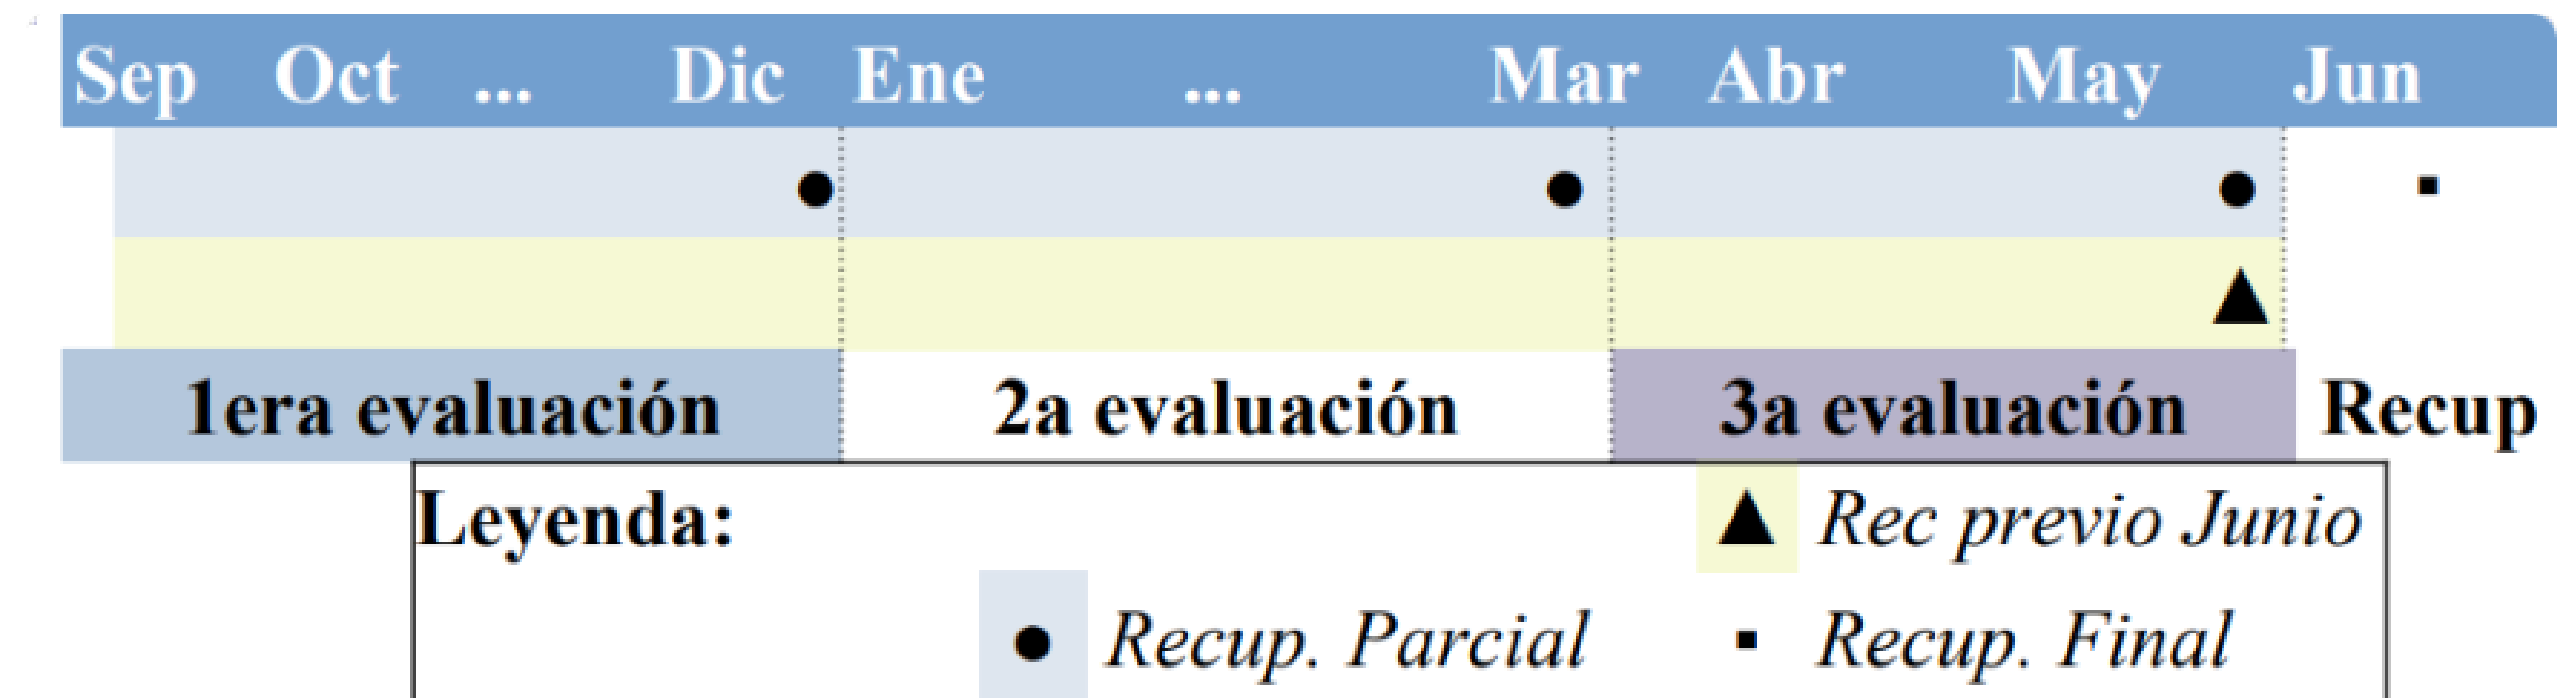 Sep Oct ... Dic Ene ... Mar Abr May Jun
1era evaluación 2a evaluación 3a evaluación Recup
Leyenda: ▲ Rec previo Junio
● Recup. Parcial ▪ Recup. Final